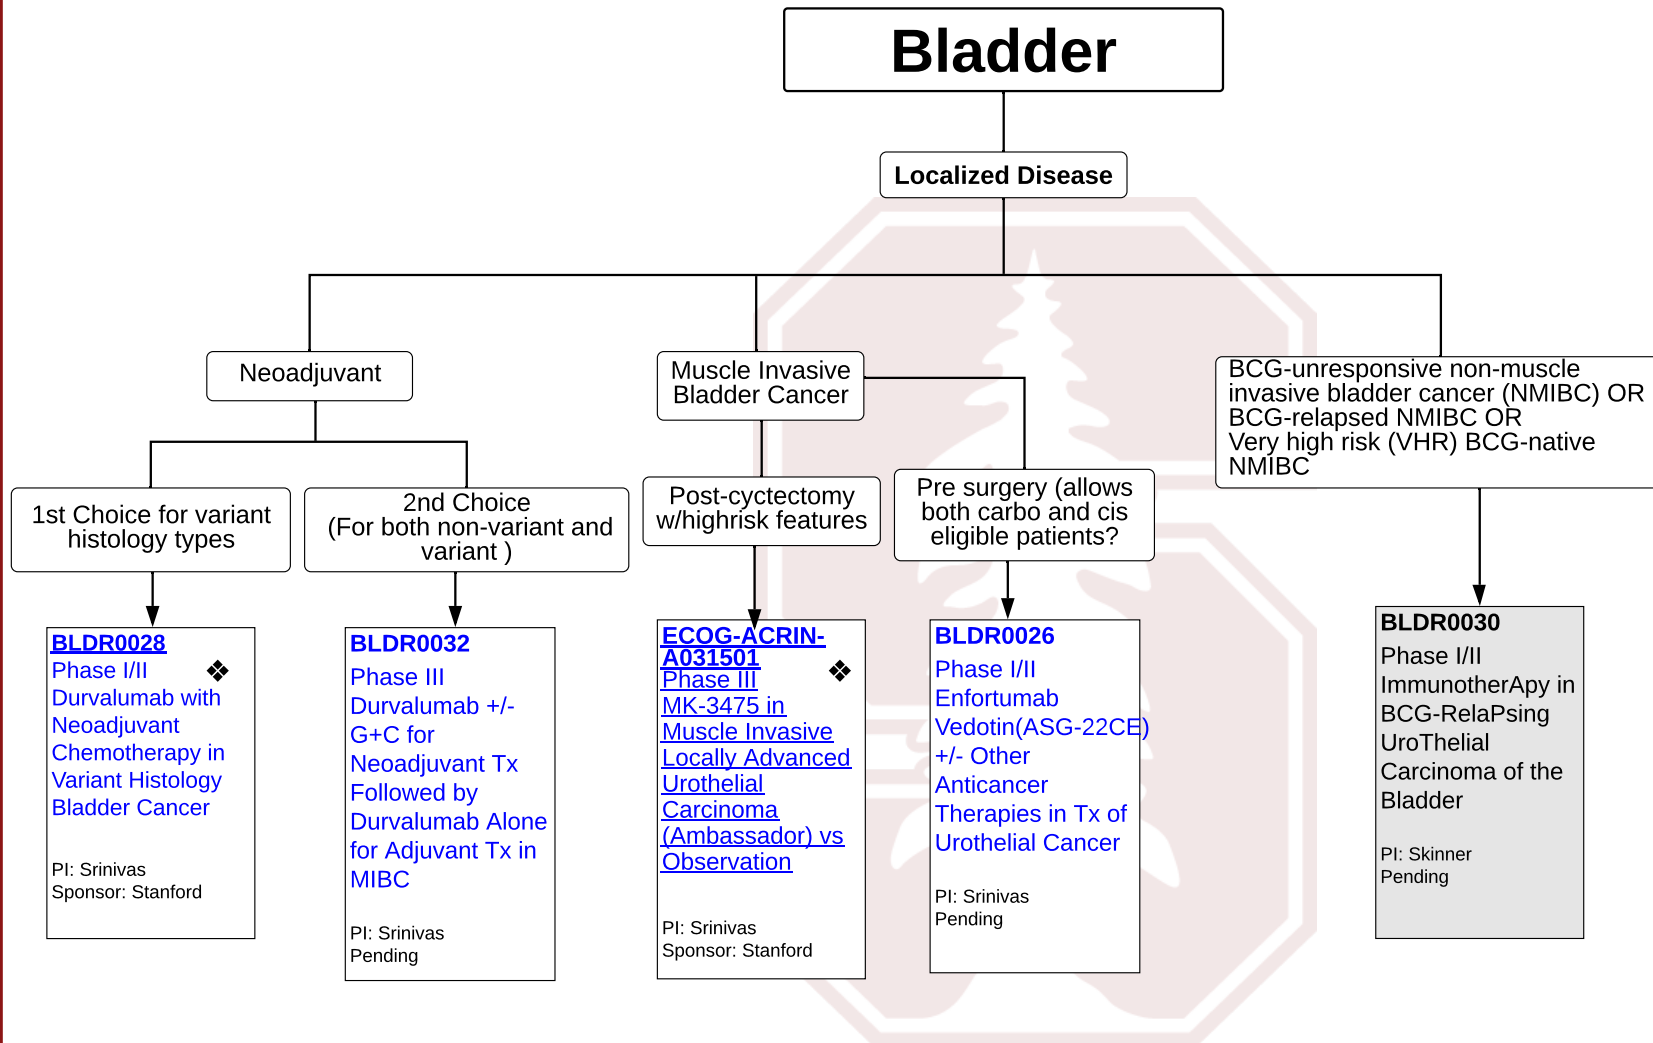 Bladder
Localized Disease
Neoadjuvant
Muscle Invasive
Bladder Cancer
BCG-unresponsive non-muscle
invasive bladder cancer (NMIBC) OR
BCG-relapsed NMIBC OR
Very high risk (VHR) BCG-native
NMIBC
1st Choice for variant
histology types
2nd Choice
(For both non-variant and
variant )
Post-cyctectomy
w/highrisk features
Pre surgery (allows
both carbo and cis
eligible patients?
BLDR0028
Phase I/II ❖
Durvalumab with
Neoadjuvant
Chemotherapy in
Variant Histology
Bladder Cancer
PI: Srinivas
Sponsor: Stanford
BLDR0032
Phase III
Durvalumab +/-
G+C for
Neoadjuvant Tx
Followed by
Durvalumab Alone
for Adjuvant Tx in
MIBC
PI: Srinivas
Pending
ECOG-ACRIN-
A031501 ❖
Phase III
MK-3475 in
Muscle Invasive
Locally Advanced
Urothelial
Carcinoma
(Ambassador) vs
Observation
PI: Srinivas
Sponsor: Stanford
BLDR0026
Phase I/II
Enfortumab
Vedotin(ASG-22CE)
+/- Other
Anticancer
Therapies in Tx of
Urothelial Cancer
PI: Srinivas
Pending
BLDR0030
Phase I/II
ImmunotherApy in
BCG-RelaPsing
UroThelial
Carcinoma of the
Bladder
PI: Skinner
Pending